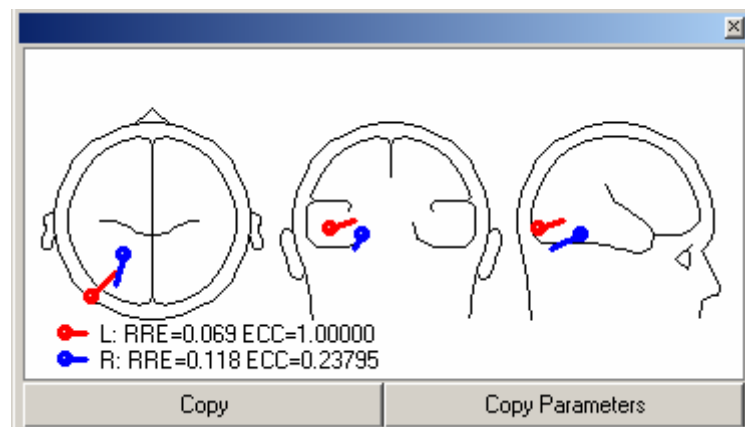 L: RRE=0.069 ECC=1.00000
R: RRE=0.118 ECC=0.23795
Copy
Copy Parameters